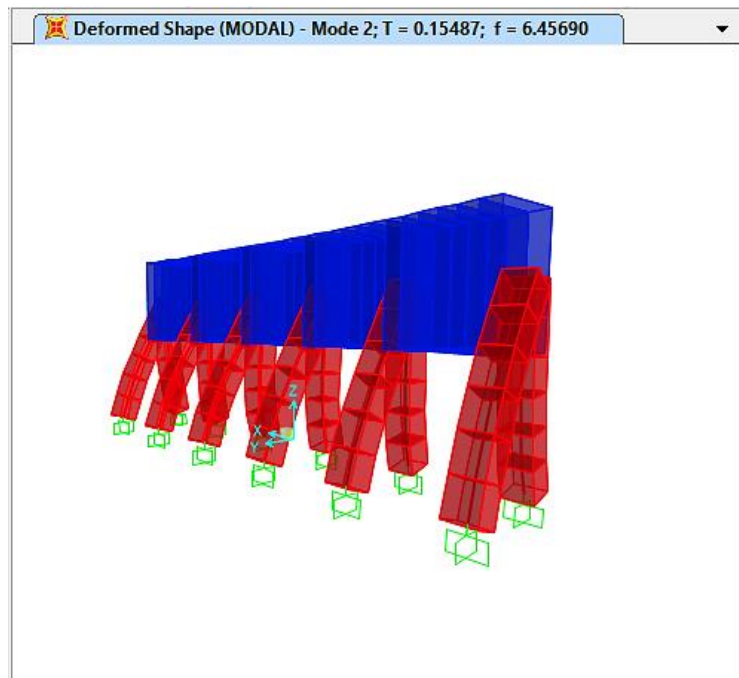 Deformed Shape (MODAL) - Mode 2; T = 0.15487; f = 6.45690
Z
X
Y